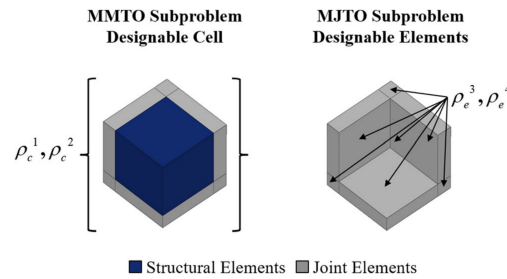 MMTO Subproblem
Designable Cell
MJTO Subproblem
Designable Elements
ρc1, ρc2
ρe3, ρe4
Structural Elements
Joint Elements